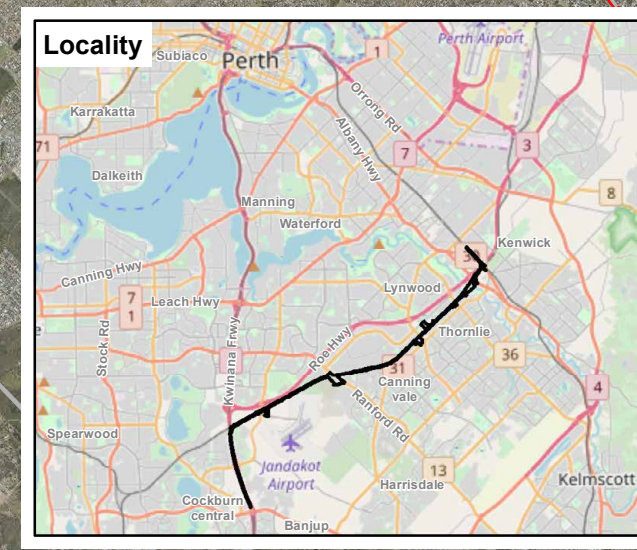 Locality
Subiaco
Perth
Perth Airport
1
Karrakatta
Orrong Rd
Albany Hwy
71
7
3
Dalkeith
8
Manning
Waterford
Kenwick
Canning Hwy
Lynwood
7
1
Leach Hwy
Stock Rd
Kwinana Frwy
Roe Hwy
Thornlie
36
31
Canning
vale
4
Ranford Rd
Spearwood
Jandakot
Airport
13
Harrisdale
Kelmscott
Cockburn
central
Banjup